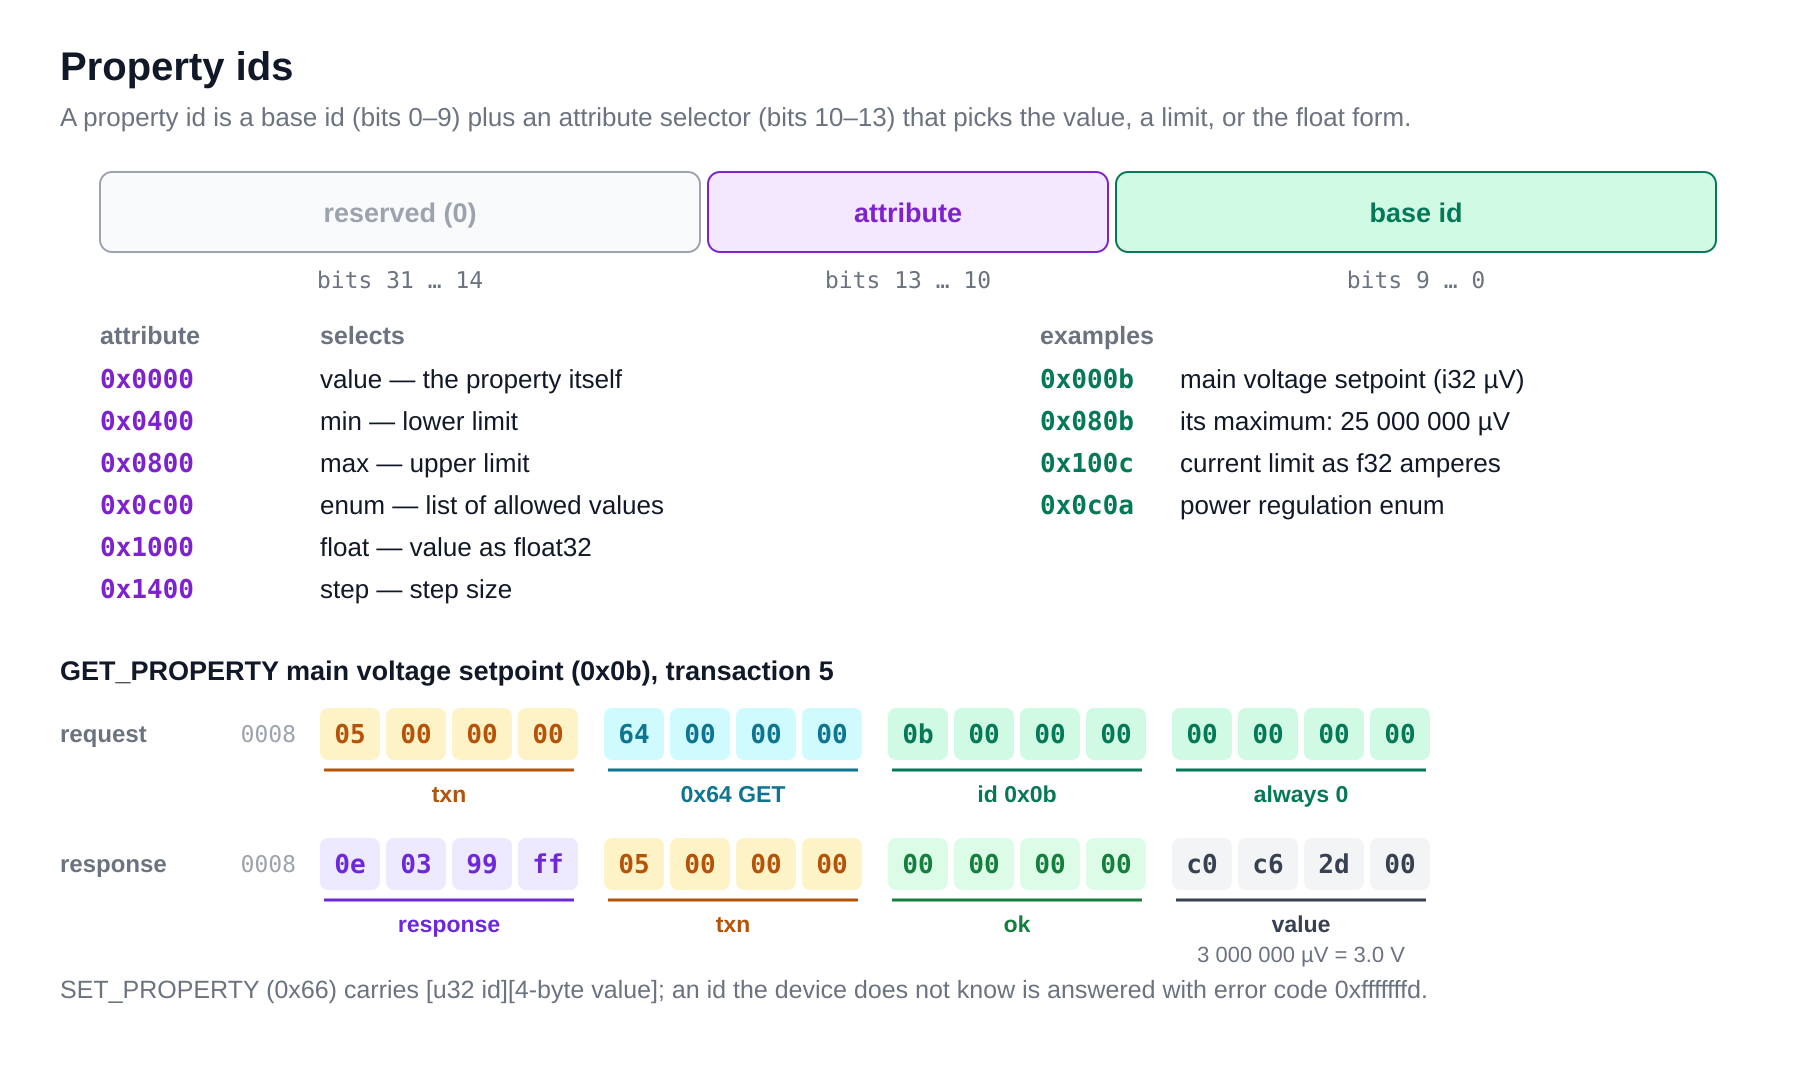 Property ids
A property id is a base id (bits 0–9) plus an attribute selector (bits 10–13) that picks the value, a limit, or the float form.
reserved (0) attribute base id
bits 31 … 14 bits 13 … 10 bits 9 … 0
attribute selects examples
0x0000 value — the property itself 0x000b main voltage setpoint (i32 µV)
0x0400 min — lower limit 0x080b its maximum: 25 000 000 µV
0x0800 max — upper limit 0x100c current limit as f32 amperes
0x0c00 enum — list of allowed values 0x0c0a power regulation enum
0x1000 float — value as float32
0x1400 step — step size
GET_PROPERTY main voltage setpoint (0x0b), transaction 5
request 0008 05 00 00 00 64 00 00 00 0b 00 00 00 00 00 00 00
txn 0x64 GET id 0x0b always 0
response 0008 0e 03 99 ff 05 00 00 00 00 00 00 00 c0 c6 2d 00
response txn ok value
3 000 000 µV = 3.0 V
SET_PROPERTY (0x66) carries [u32 id][4-byte value]; an id the device does not know is answered with error code 0xfffffffd.